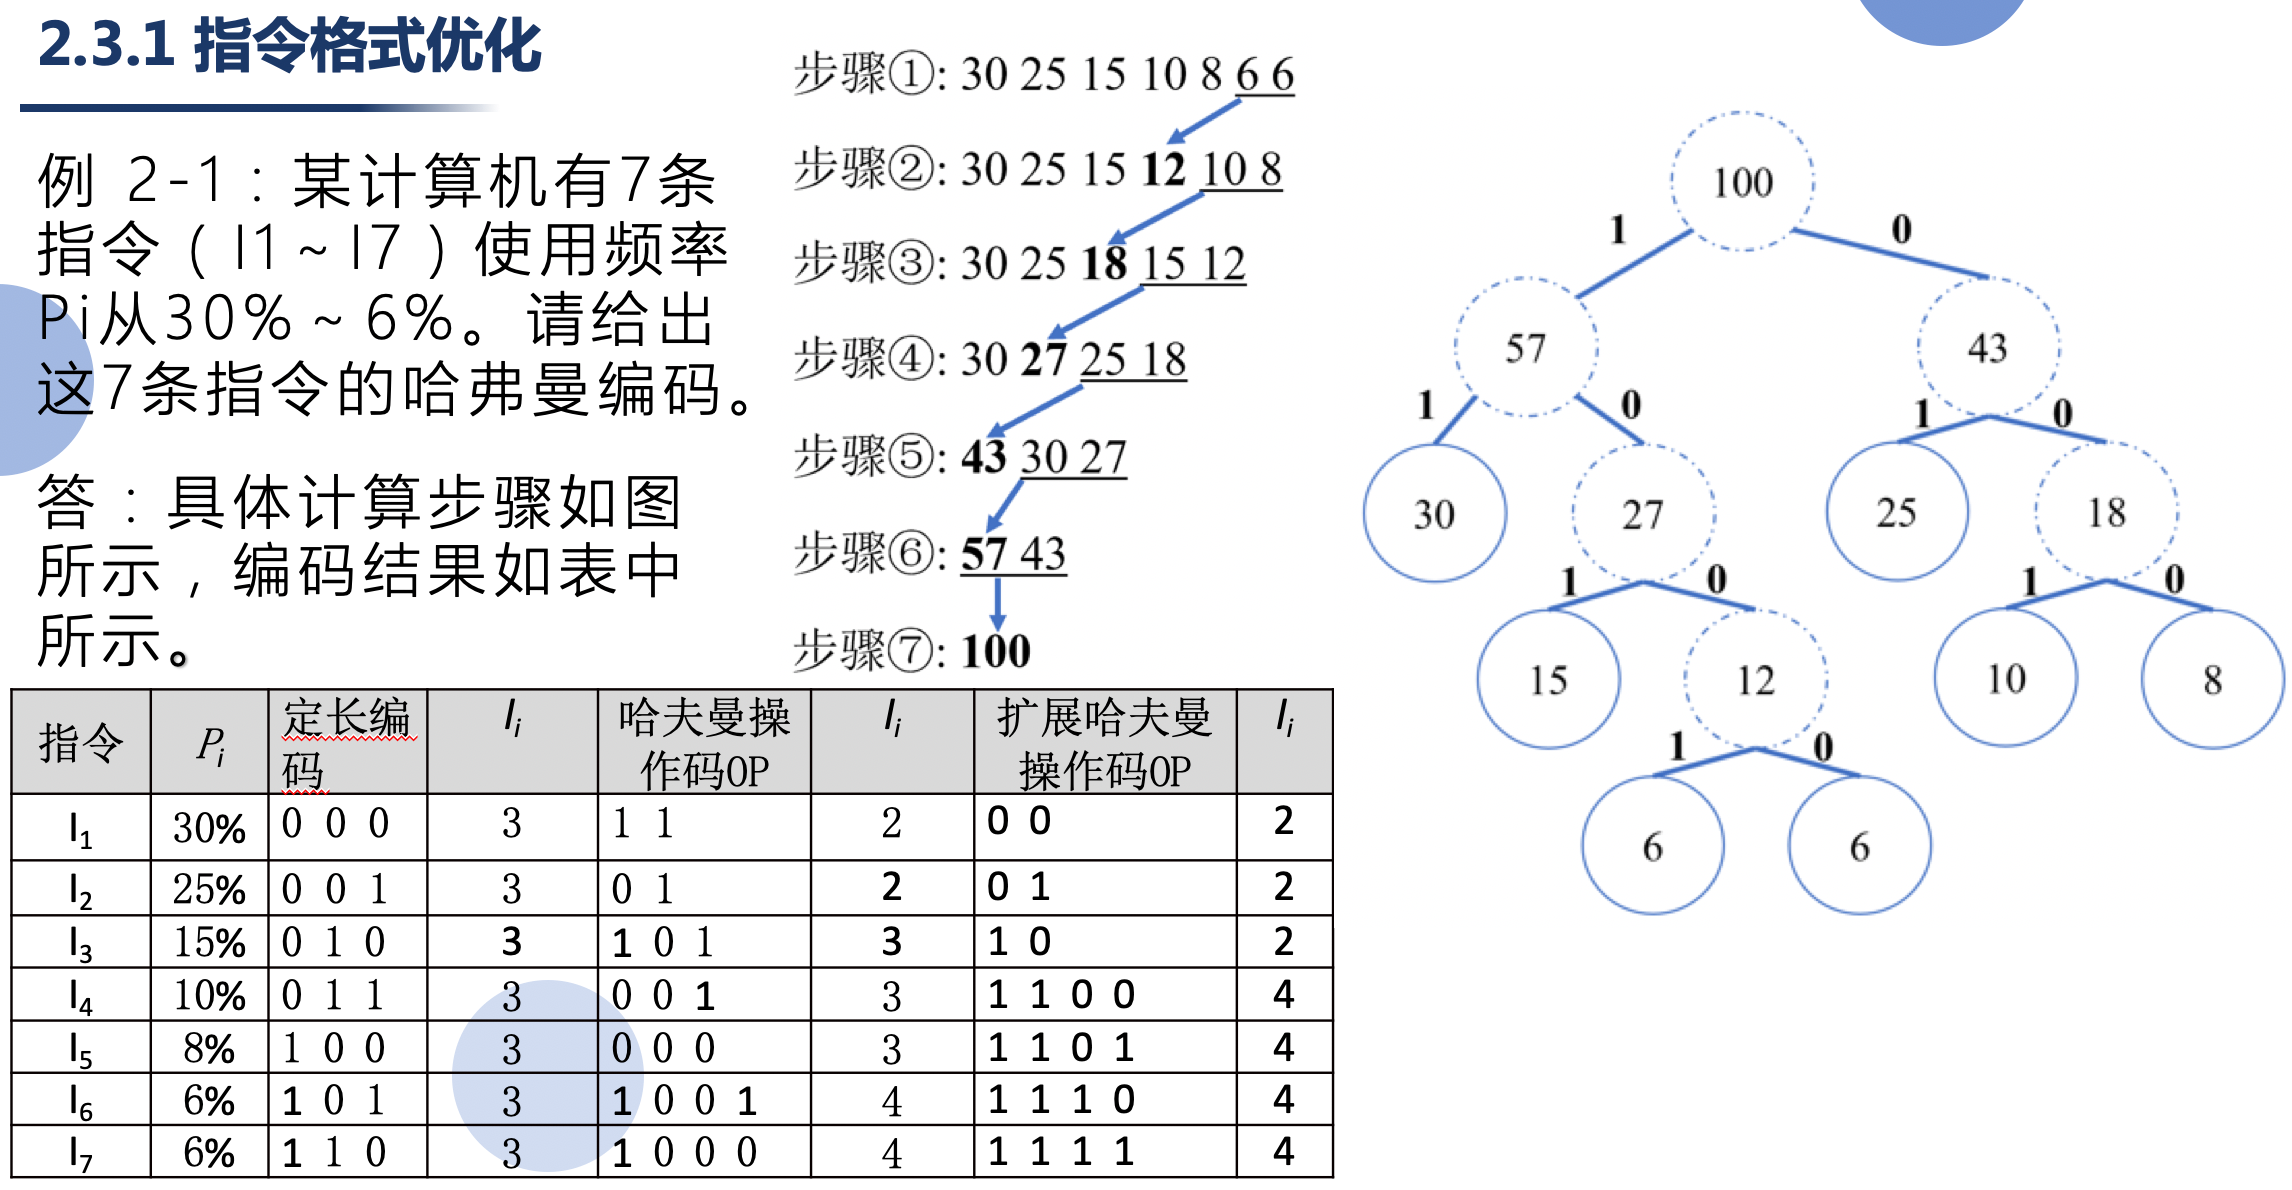 2.3.1 指令格式优化
例 2-1：某计算机有7条
指令（I1～I7）使用频率
Pi从30%～6%。请给出
这7条指令的哈弗曼编码。
答：具体计算步骤如图
所示，编码结果如表中
所示。
步骤①: 30 25 15 10 8 6 6
步骤②: 30 25 15 12 10 8
步骤③: 30 25 18 15 12
步骤④: 30 27 25 18
步骤⑤: 43 30 27
步骤⑥: 57 43
步骤⑦: 100
100
1 0
57 43
1 0 1 0
30 27 25 18
1 0 1 0
15 12 10 8
1 0
6 6
指令 Pi 定长编码 li 哈夫曼操作码OP li 扩展哈夫曼操作码OP li
I1 30% 0 0 0 3 1 1 2 0 0 2
I2 25% 0 0 1 3 0 1 2 0 1 2
I3 15% 0 1 0 3 1 0 1 3 1 0 2
I4 10% 0 1 1 3 0 0 1 3 1 1 0 0 4
I5 8% 1 0 0 3 0 0 0 3 1 1 0 1 4
I6 6% 1 0 1 3 1 0 0 1 4 1 1 1 0 4
I7 6% 1 1 0 3 1 0 0 0 4 1 1 1 1 4